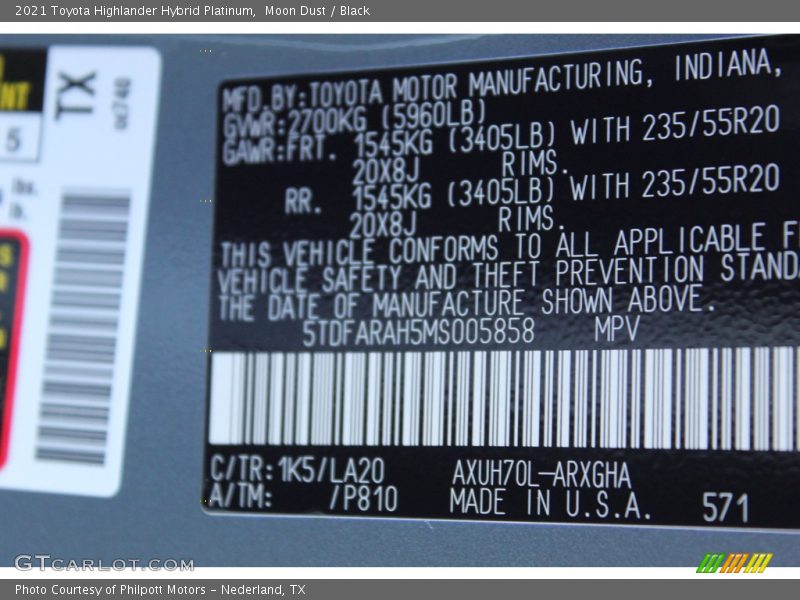 2021 Toyota Highlander Hybrid Platinum, Moon Dust / Black
NT
5
TX
lbs.
MFD.BY:TOYOTA MOTOR MANUFACTURING, INDIANA,
GVWR:2700KG (5960LB)
GAWR:FRT. 1545KG (3405LB) WITH 235/55R20
20X8J RIMS.
RR. 1545KG (3405LB) WITH 235/55R20
20X8J RIMS.
THIS VEHICLE CONFORMS TO ALL APPLICABLE F
VEHICLE SAFETY AND THEFT PREVENTION STAND
THE DATE OF MANUFACTURE SHOWN ABOVE.
5TDFARAH5MS005858 MPV
C/TR:1K5/LA20 AXUH70L-ARXGHA
A/TM: /P810 MADE IN U.S.A. 571
GTCARLOT.COM
Photo Courtesy of Philpott Motors - Nederland, TX